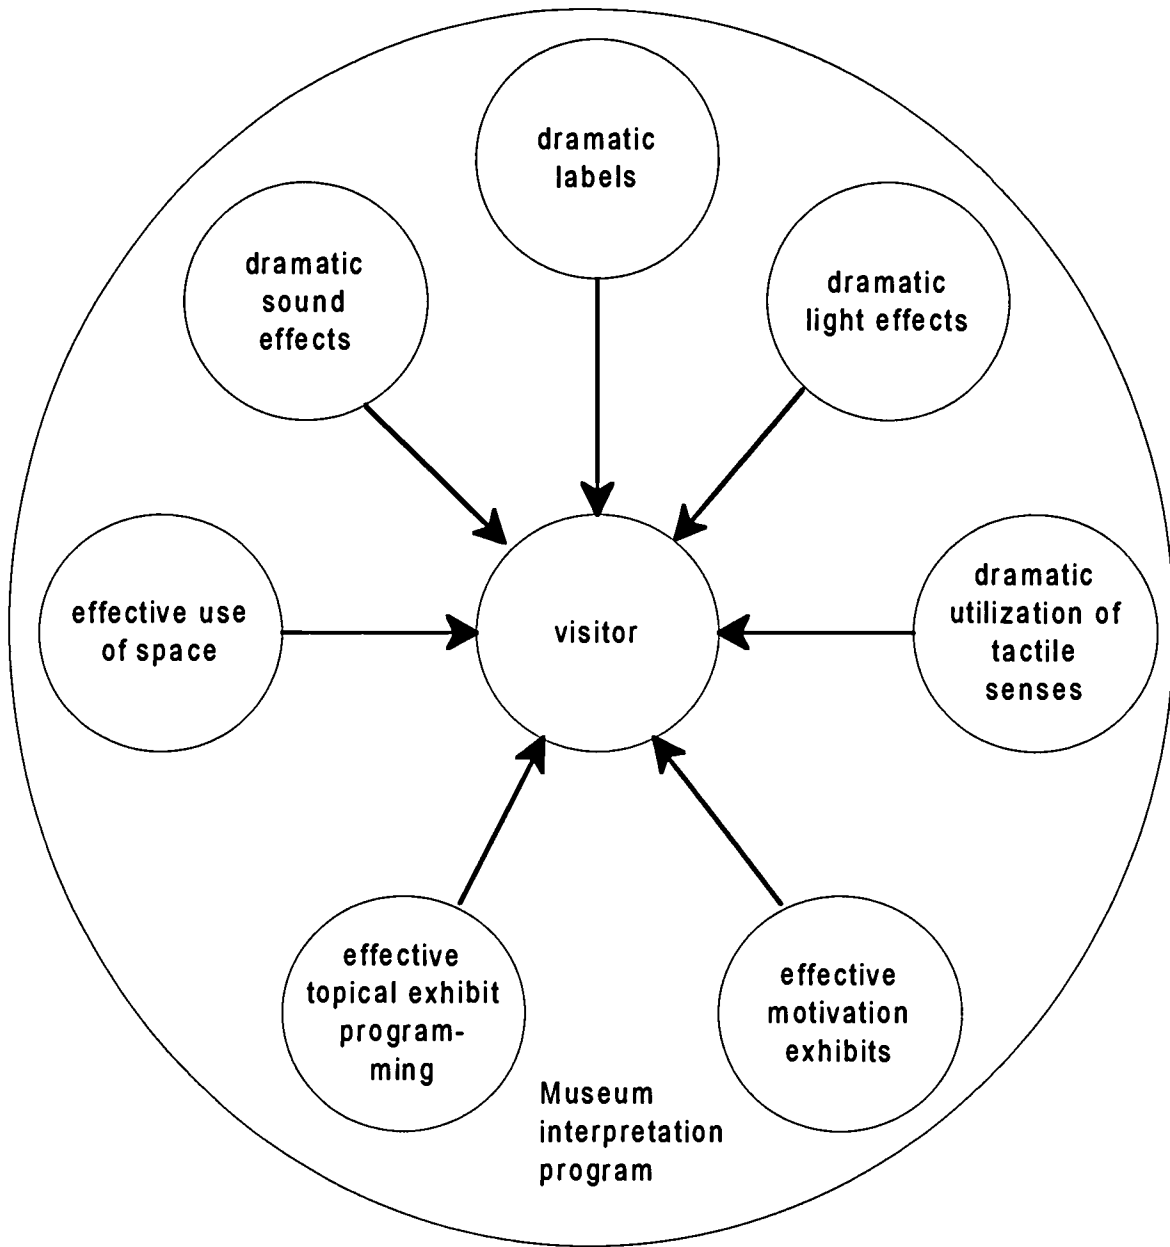 dramatic
labels
dramatic
sound
effects
dramatic
light effects
effective use
of space
visitor
dramatic
utilization of
tactile
senses
effective
topical exhibit
program-
ming
effective
motivation
exhibits
Museum
interpretation
program